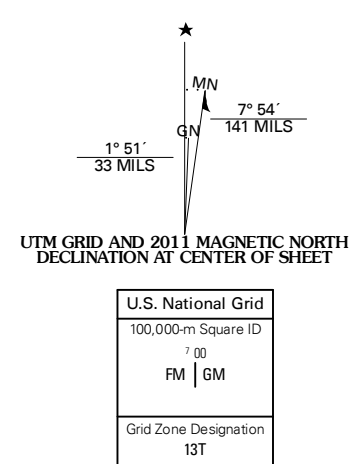 MN
7° 54´
141 MILS
GN
1° 51´
33 MILS
UTM GRID AND 2011 MAGNETIC NORTH
DECLINATION AT CENTER OF SHEET
U.S. National Grid
100,000-m Square ID
7 00
FM | GM
Grid Zone Designation
13T